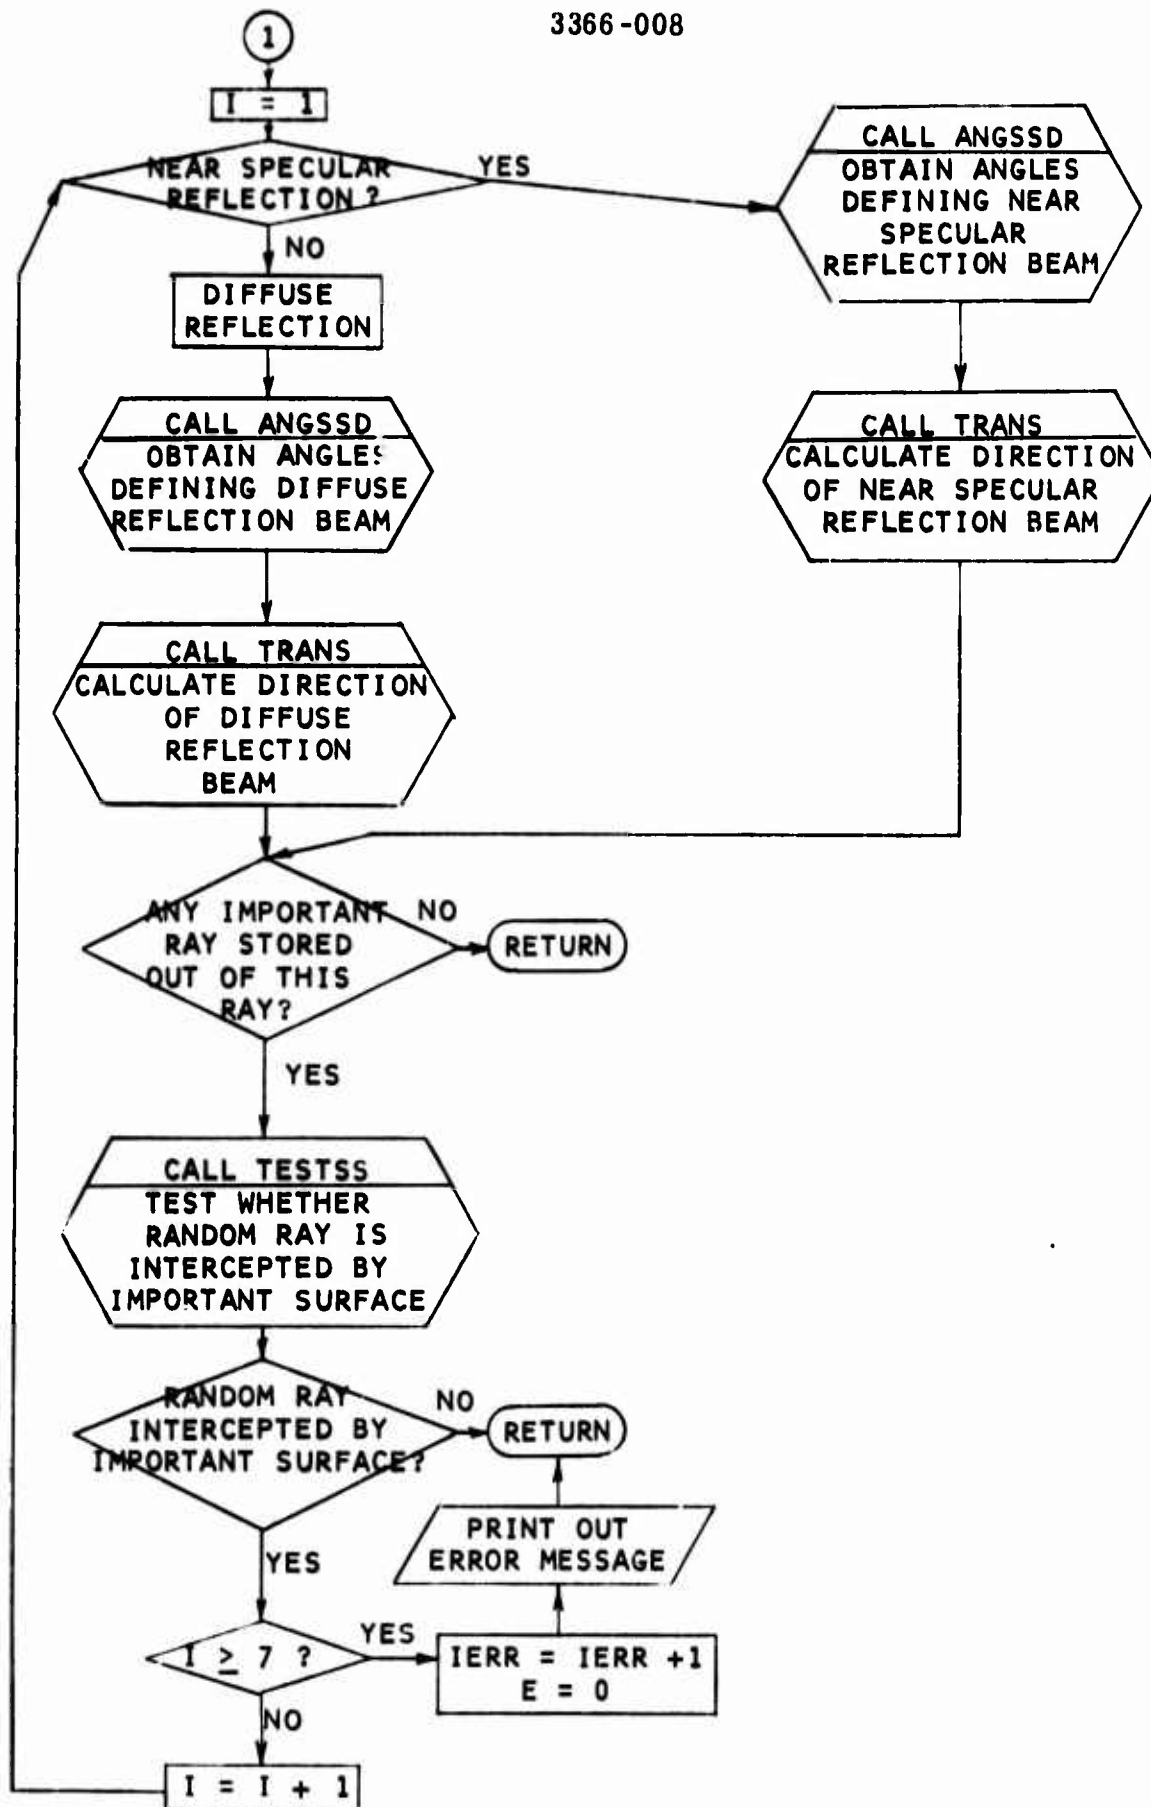 3366-008
1
I = 1
NEAR SPECULAR
REFLECTION?
YES
NO
CALL ANGSSD
OBTAIN ANGLES
DEFINING NEAR
SPECULAR
REFLECTION BEAM
DIFFUSE
REFLECTION
CALL ANGSSD
OBTAIN ANGLES
DEFINING DIFFUSE
REFLECTION BEAM
CALL TRANS
CALCULATE DIRECTION
OF NEAR SPECULAR
REFLECTION BEAM
CALL TRANS
CALCULATE DIRECTION
OF DIFFUSE
REFLECTION
BEAM
ANY IMPORTANT
RAY STORED
OUT OF THIS
RAY?
NO
RETURN
YES
CALL TESTSS
TEST WHETHER
RANDOM RAY IS
INTERCEPTED BY
IMPORTANT SURFACE
RANDOM RAY
INTERCEPTED BY
IMPORTANT SURFACE?
NO
RETURN
PRINT OUT
ERROR MESSAGE
YES
I ≥ 7 ?
YES
IERR = IERR +1
E = 0
NO
I = I + 1